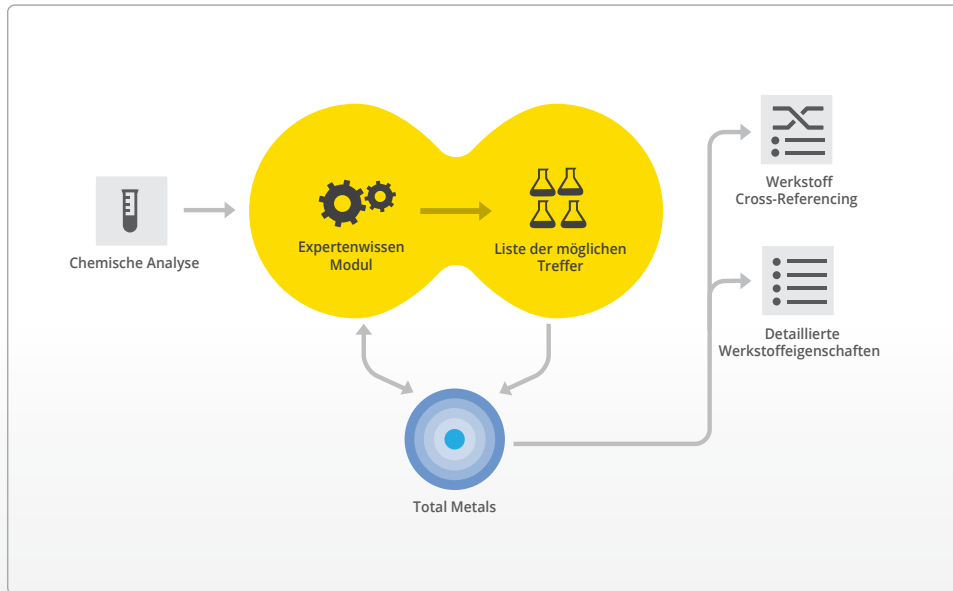 Chemische Analyse
Expertenwissen
Modul
Liste der möglichen
Treffer
Werkstoff
Cross-Referencing
Detaillierte
Werkstoffeigenschaften
Total Metals